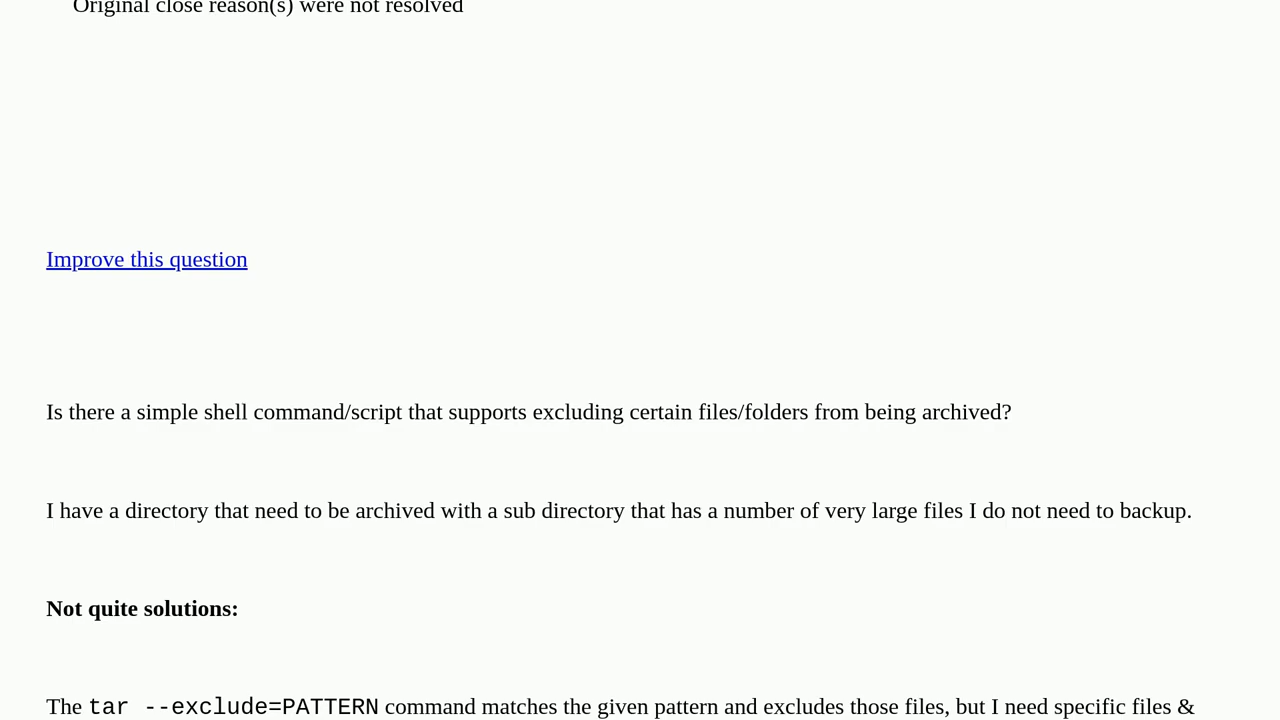 Original close reason(s) were not resolved
Improve this question
Is there a simple shell command/script that supports excluding certain files/folders from being archived?
I have a directory that need to be archived with a sub directory that has a number of very large files I do not need to backup.
Not quite solutions:
The tar --exclude=PATTERN command matches the given pattern and excludes those files, but I need specific files &